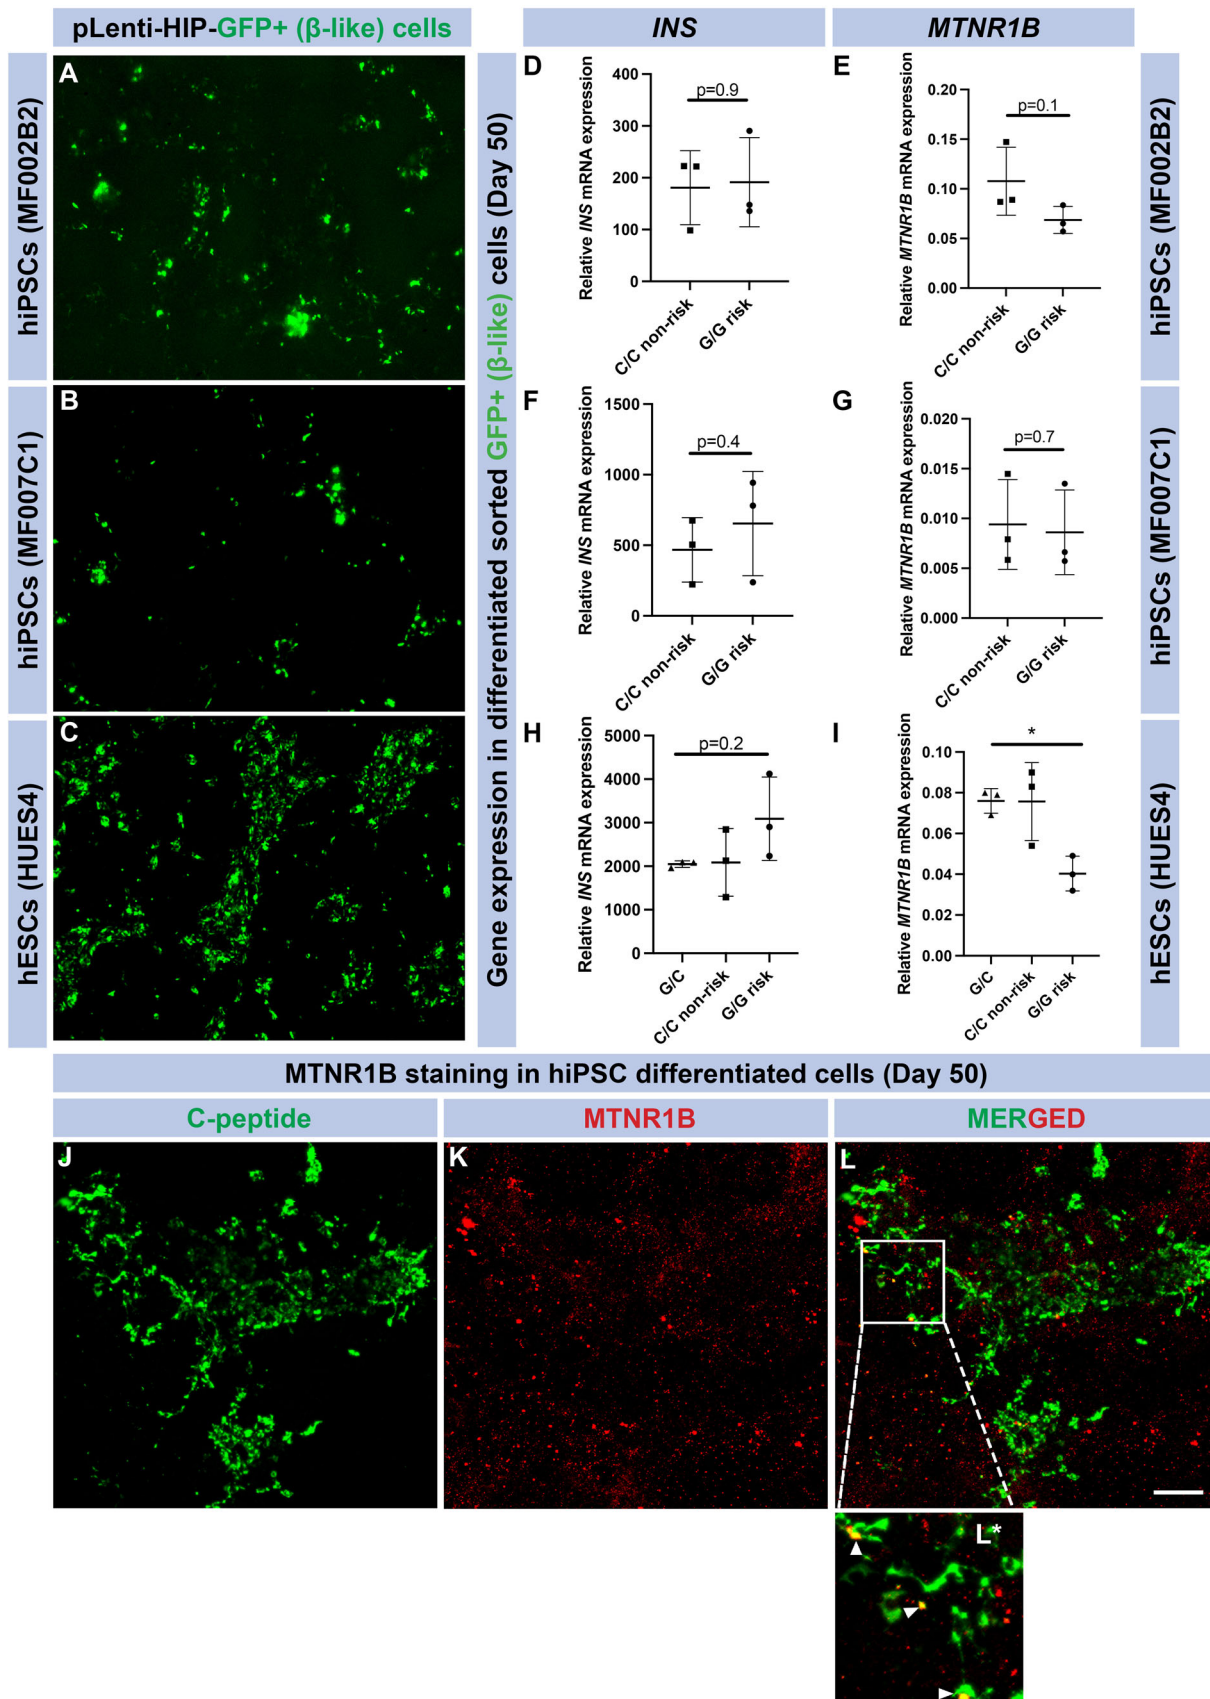 pLenti-HIP-GFP+ (β-like) cells
INS
MTNR1B
hiPSCs (MF002B2)
A
Gene expression in differentiated sorted GFP+ (β-like) cells (Day 50)
D
Relative INS mRNA expression
400
300
200
100
0
p=0.9
C/C non-risk
G/G risk
E
Relative MTNR1B mRNA expression
0.20
0.15
0.10
0.05
0.00
p=0.1
C/C non-risk
G/G risk
hiPSCs (MF002B2)
hiPSCs (MF007C1)
B
F
Relative INS mRNA expression
1500
1000
500
0
p=0.4
C/C non-risk
G/G risk
G
Relative MTNR1B mRNA expression
0.020
0.015
0.010
0.005
0.000
p=0.7
C/C non-risk
G/G risk
hiPSCs (MF007C1)
hESCs (HUES4)
C
H
Relative INS mRNA expression
5000
4000
3000
2000
1000
0
p=0.2
G/C
C/C non-risk
G/G risk
I
Relative MTNR1B mRNA expression
0.10
0.08
0.06
0.04
0.02
0.00
*
G/C
C/C non-risk
G/G risk
hESCs (HUES4)
MTNR1B staining in hiPSC differentiated cells (Day 50)
C-peptide
MTNR1B
MERGED
J
K
L
L*